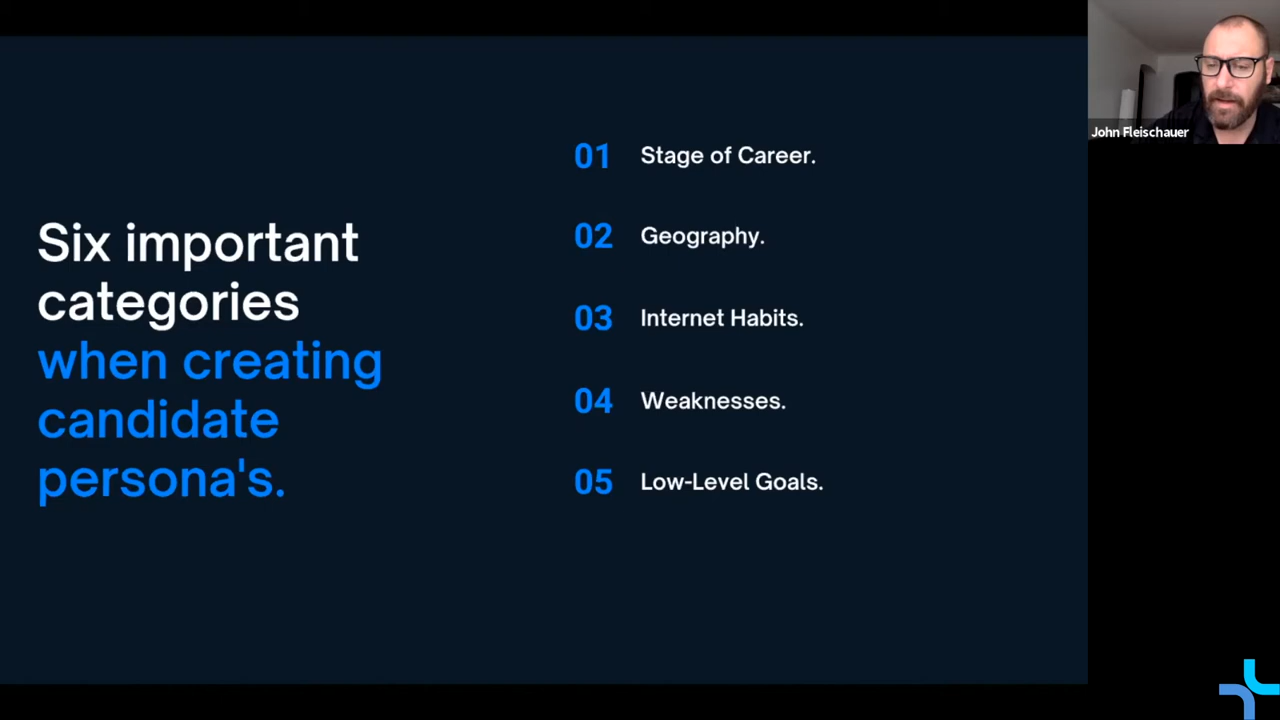 Six important
categories
when creating
candidate
persona's.
01 Stage of Career.
02 Geography.
03 Internet Habits.
04 Weaknesses.
05 Low-Level Goals.
John Fleischauer